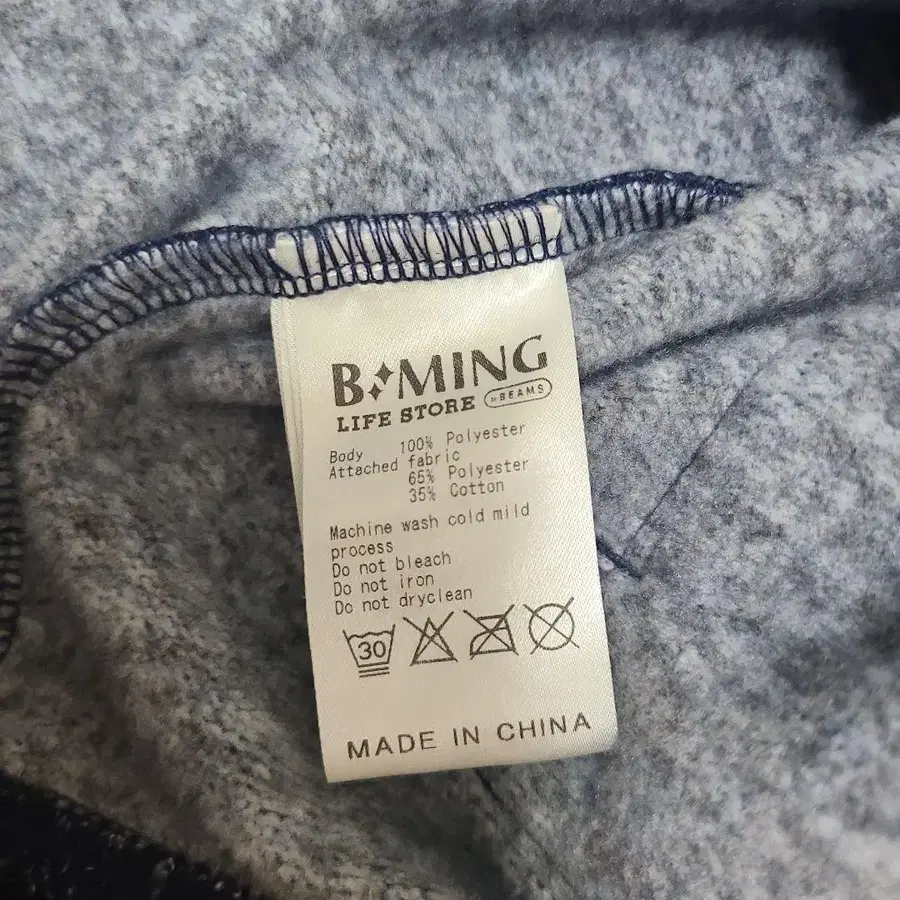 B✦MING
LIFE STORE by BEAMS
Body 100% Polyester
Attached fabric
65% Polyester
35% Cotton
Machine wash cold mild
process
Do not bleach
Do not iron
Do not dryclean
30
MADE IN CHINA